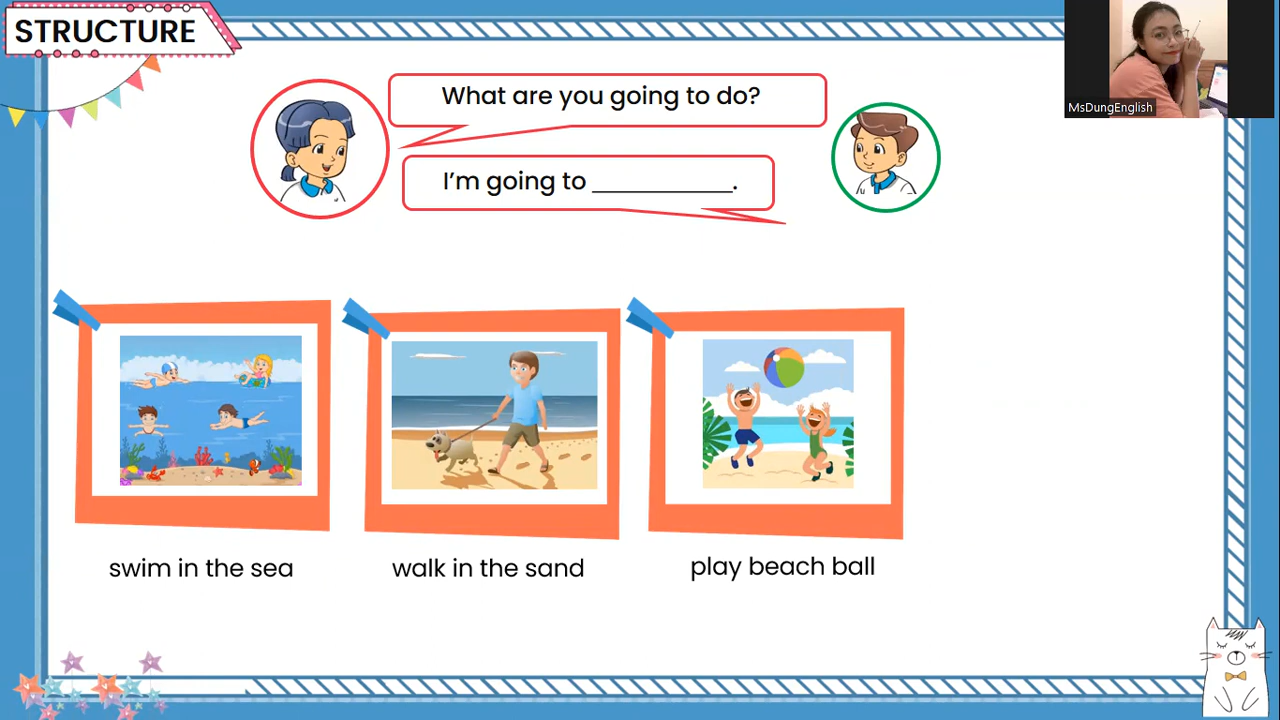 STRUCTURE
What are you going to do?
MsDungEnglish
I’m going to ___________.
swim in the sea
walk in the sand
play beach ball